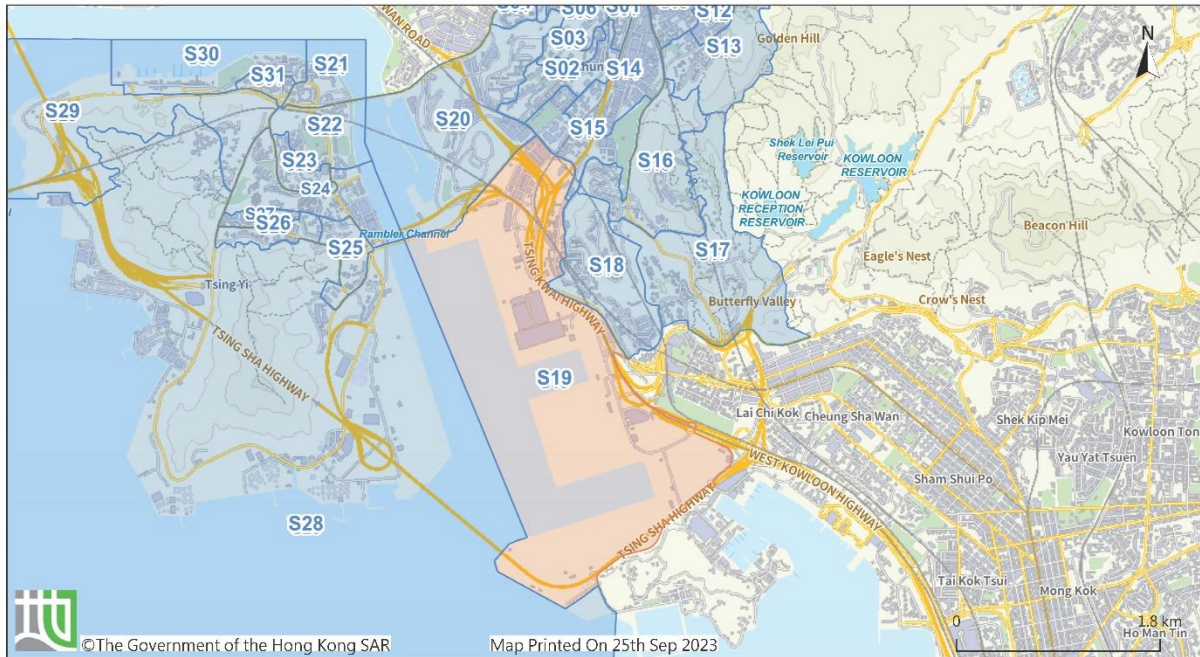 S04
S06
S01
S12
S03
S13
S02
S14
Golden Hill
N
S30
S21
S31
WAN ROAD
S29
S20
S15
S22
S16
Shek Lei Pui
Reservoir
KOWLOON
RESERVOIR
S23
S24
KOWLOON
RECEPTION
RESERVOIR
S26
Rambler Channel
S25
Beacon Hill
S17
S18
Eagle's Nest
TSING KWAI HIGHWAY
Tsing Yi
Butterfly Valley
Crow's Nest
TSING SHA HIGHWAY
S19
Lai Chi Kok
Cheung Sha Wan
Shek Kip Mei
Kowloon Ton
Yau Yat Tsuen
WEST KOWLOON HIGHWAY
Sham Shui Po
S28
TSING SHA HIGHWAY
Tai Kok Tsui
Mong Kok
0
1.8 km
Ho Man Tin
©The Government of the Hong Kong SAR
Map Printed On 25th Sep 2023